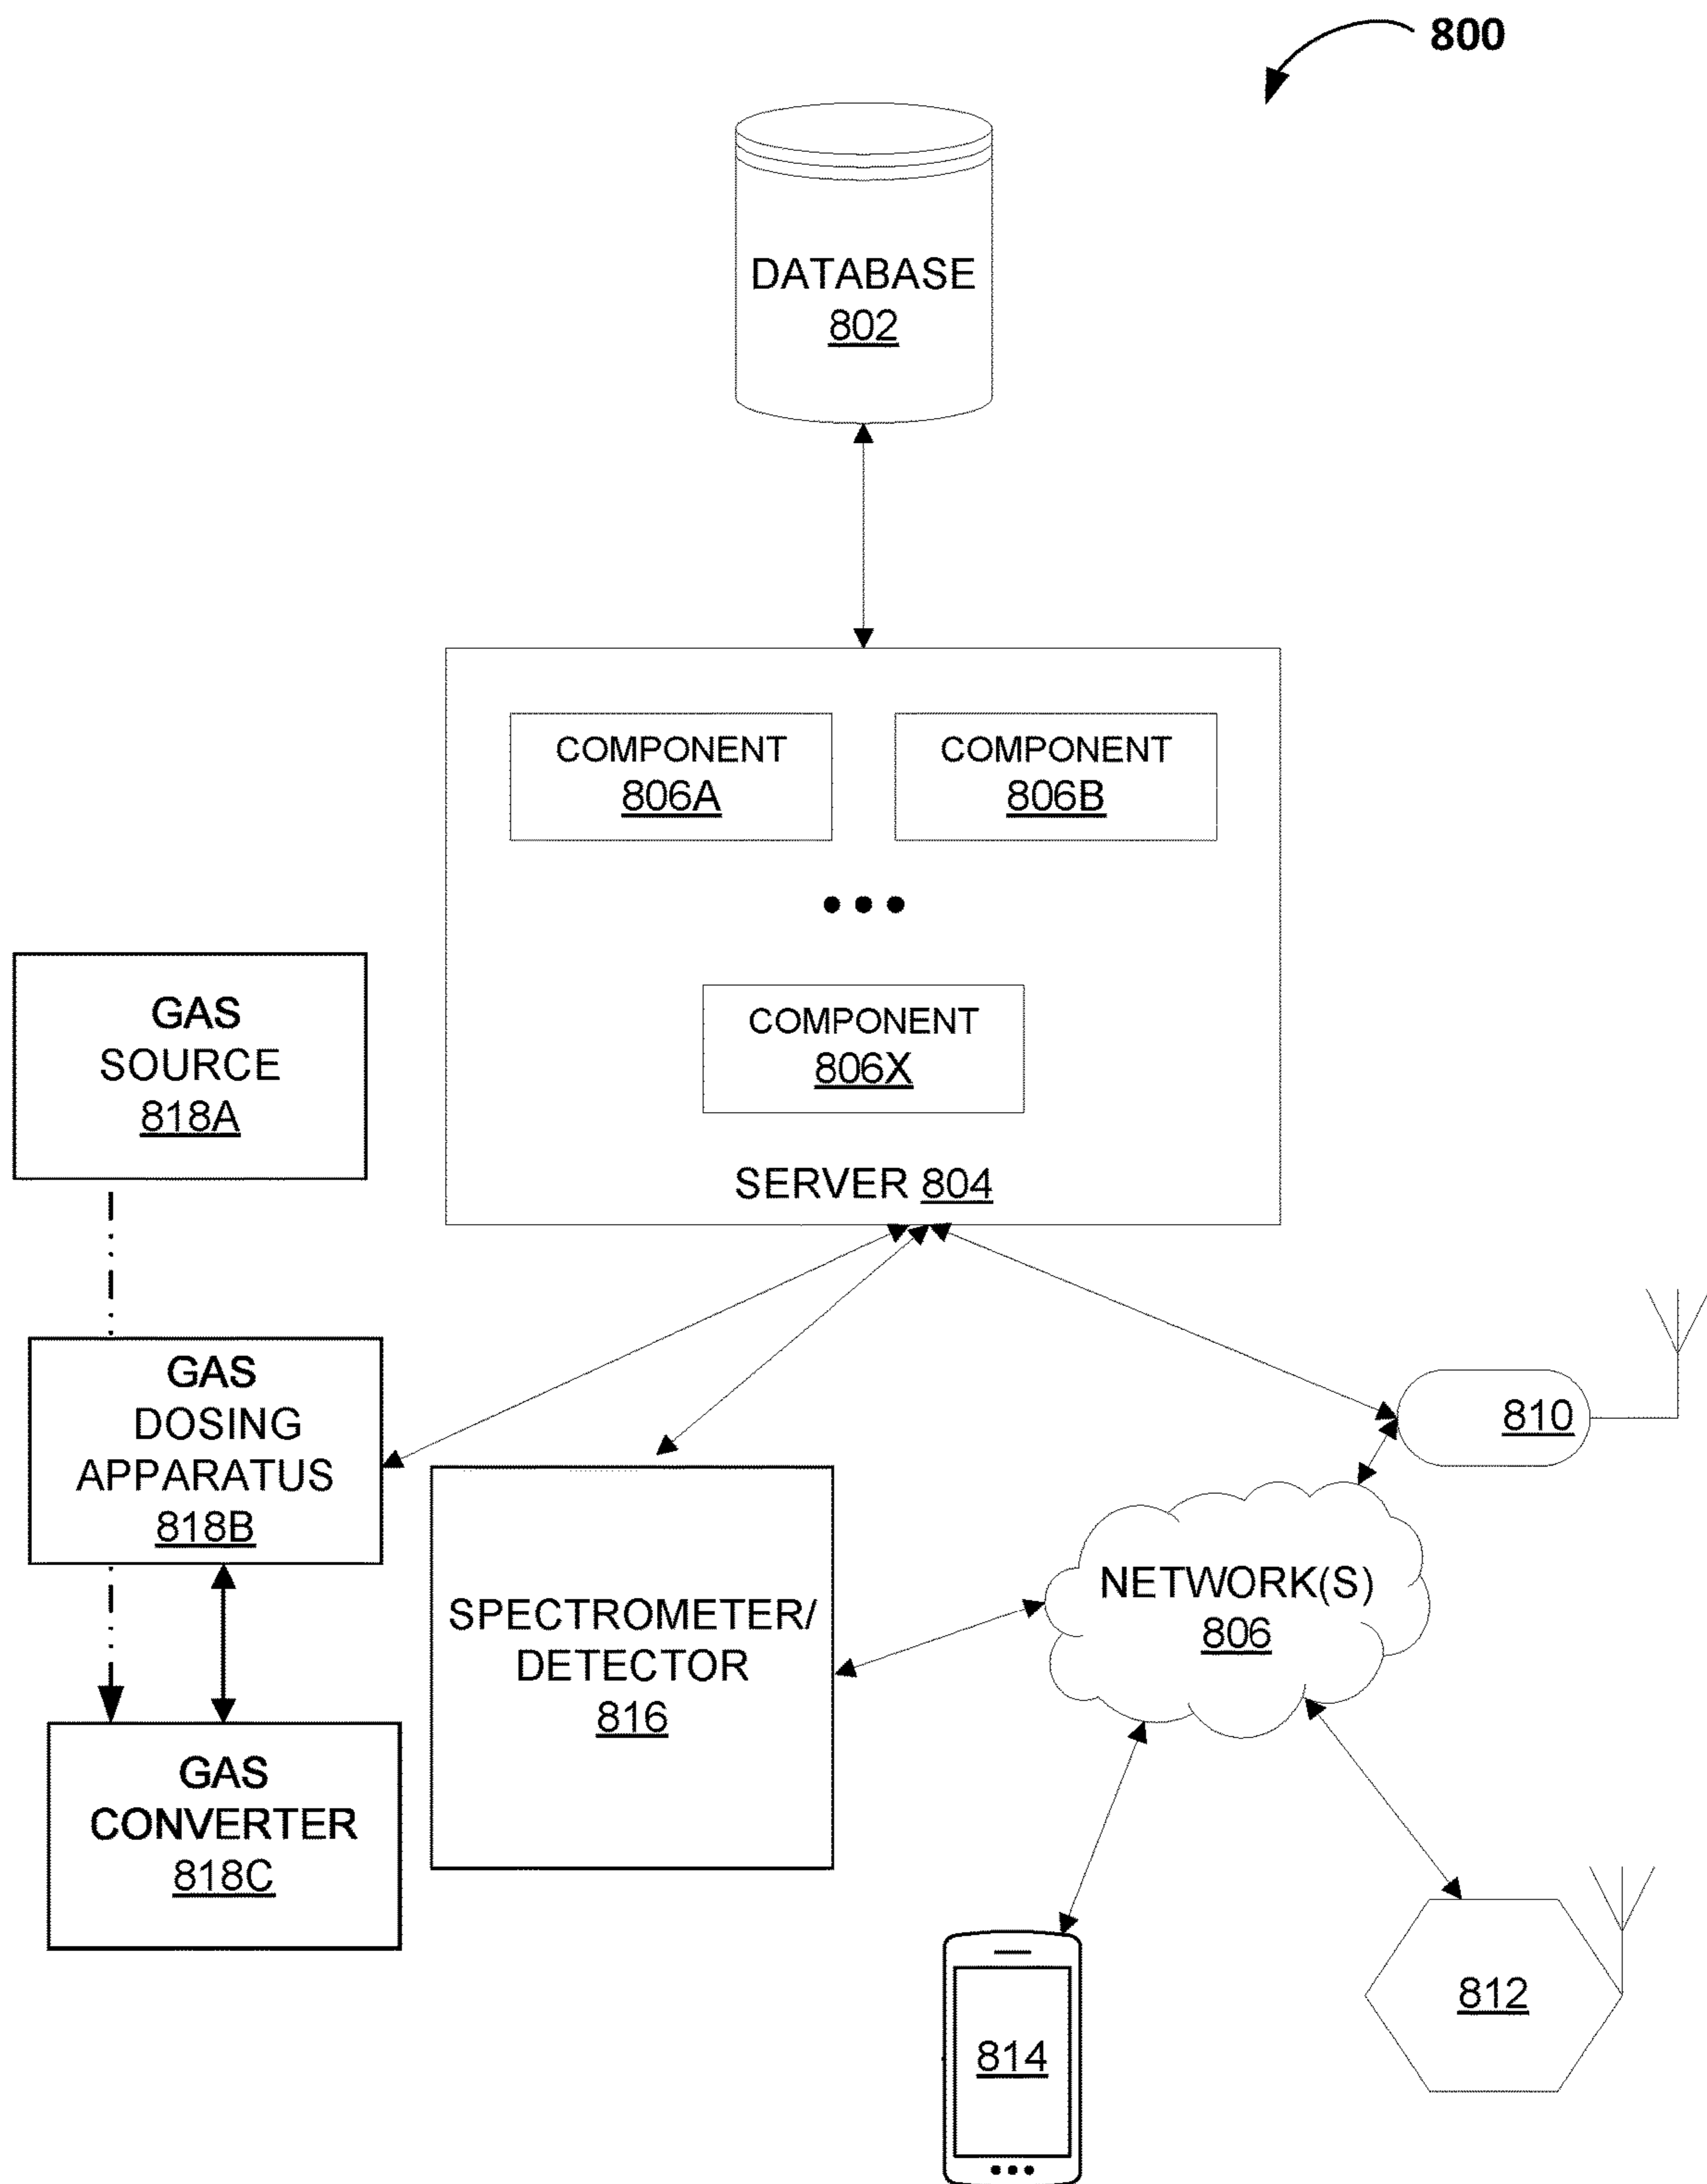 800
DATABASE
802
COMPONENT
806A
COMPONENT
806B
COMPONENT
806X
SERVER 804
GAS
SOURCE
818A
GAS
DOSING
APPARATUS
818B
GAS
CONVERTER
818C
SPECTROMETER/
DETECTOR
816
810
NETWORK(S)
806
814
812